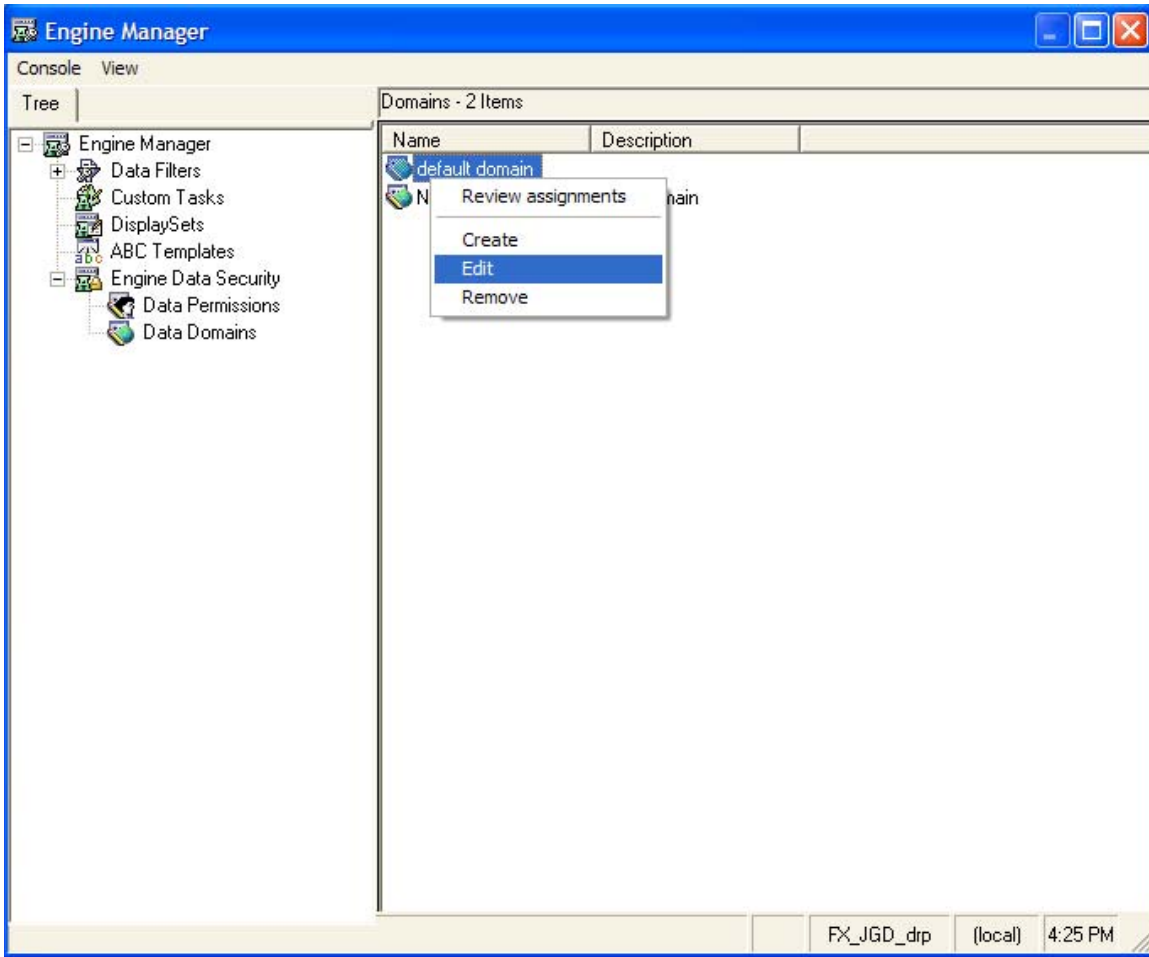 Engine Manager
Console View
Tree
Domains - 2 Items
Engine Manager
Data Filters
Custom Tasks
DisplaySets
ABC Templates
Engine Data Security
Data Permissions
Data Domains
Name Description
default domain
Review assignments
Create
Edit
Remove
FX_JGD_drp (local) 4:25 PM